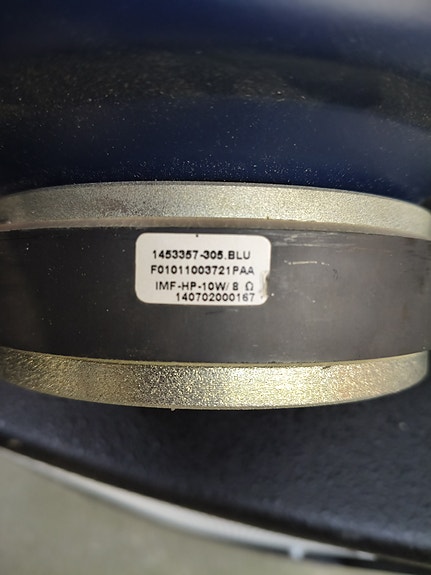 1453357-305.BLU
F01011003721PAA
IMF-HP-10W/ 8 Ω
140702000167